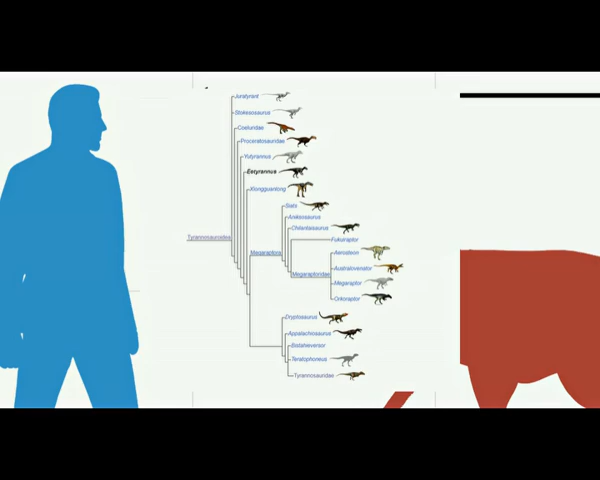 Juratyrant
Stokesosaurus
Coeluridae
Proceratosauridae
Yutyrannus
Eotyrannus
Xiongguanlong
Siats
Aniksosaurus
Chilantaisaurus
Fukuiraptor
Tyrannosauroidea
Megaraptora
Aerosteon
Megaraptoridae
Australovenator
Megaraptor
Orkoraptor
Dryptosaurus
Appalachiosaurus
Bistahieversor
Teratophoneus
Tyrannosauridae